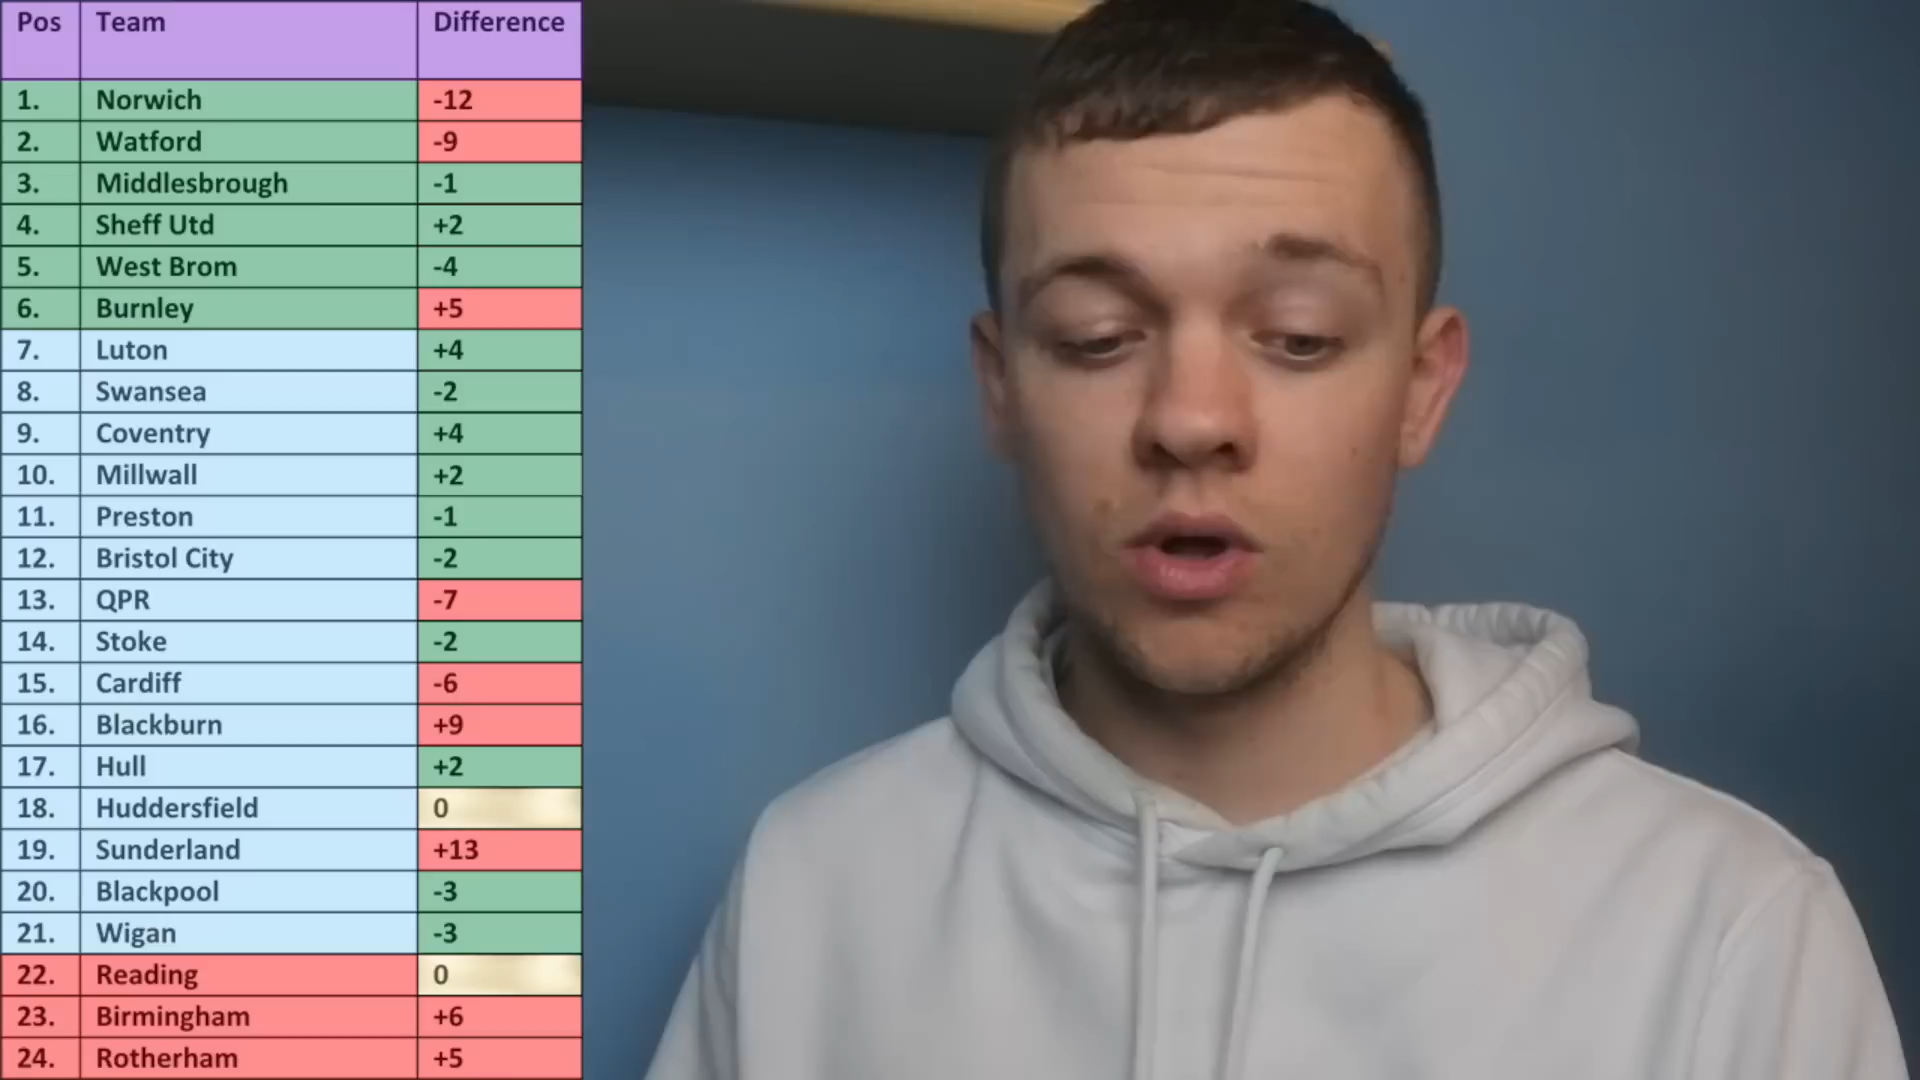 Pos Team Difference
1. Norwich -12
2. Watford -9
3. Middlesbrough -1
4. Sheff Utd +2
5. West Brom -4
6. Burnley +5
7. Luton +4
8. Swansea -2
9. Coventry +4
10. Millwall +2
11. Preston -1
12. Bristol City -2
13. QPR -7
14. Stoke -2
15. Cardiff -6
16. Blackburn +9
17. Hull +2
18. Huddersfield 0
19. Sunderland +13
20. Blackpool -3
21. Wigan -3
22. Reading 0
23. Birmingham +6
24. Rotherham +5